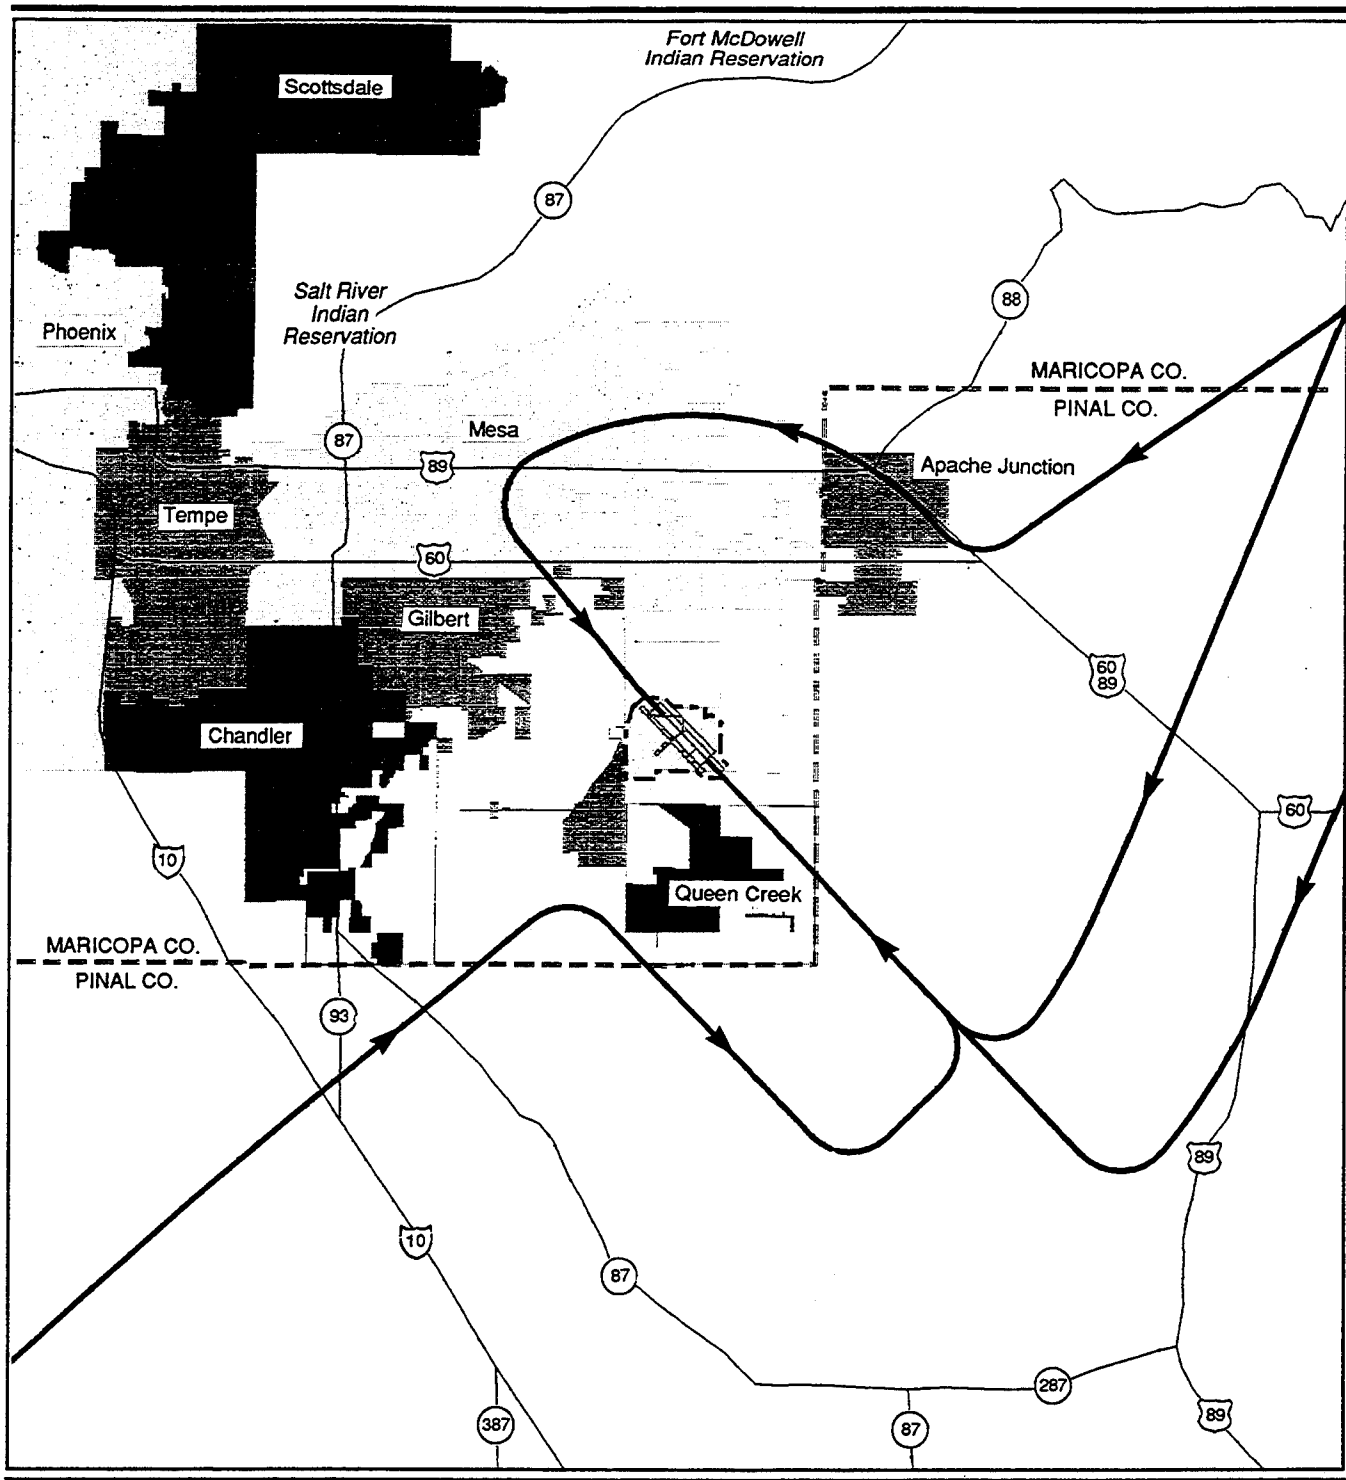 Fort McDowell
Indian Reservation
Scottsdale
87
Salt River
Indian
Reservation
88
Phoenix
MARICOPA CO.
PINAL CO.
Mesa
87
89
Apache Junction
Tempe
60
Gilbert
60
89
Chandler
60
10
Queen Creek
MARICOPA CO.
PINAL CO.
93
89
10
87
287
387
87
89